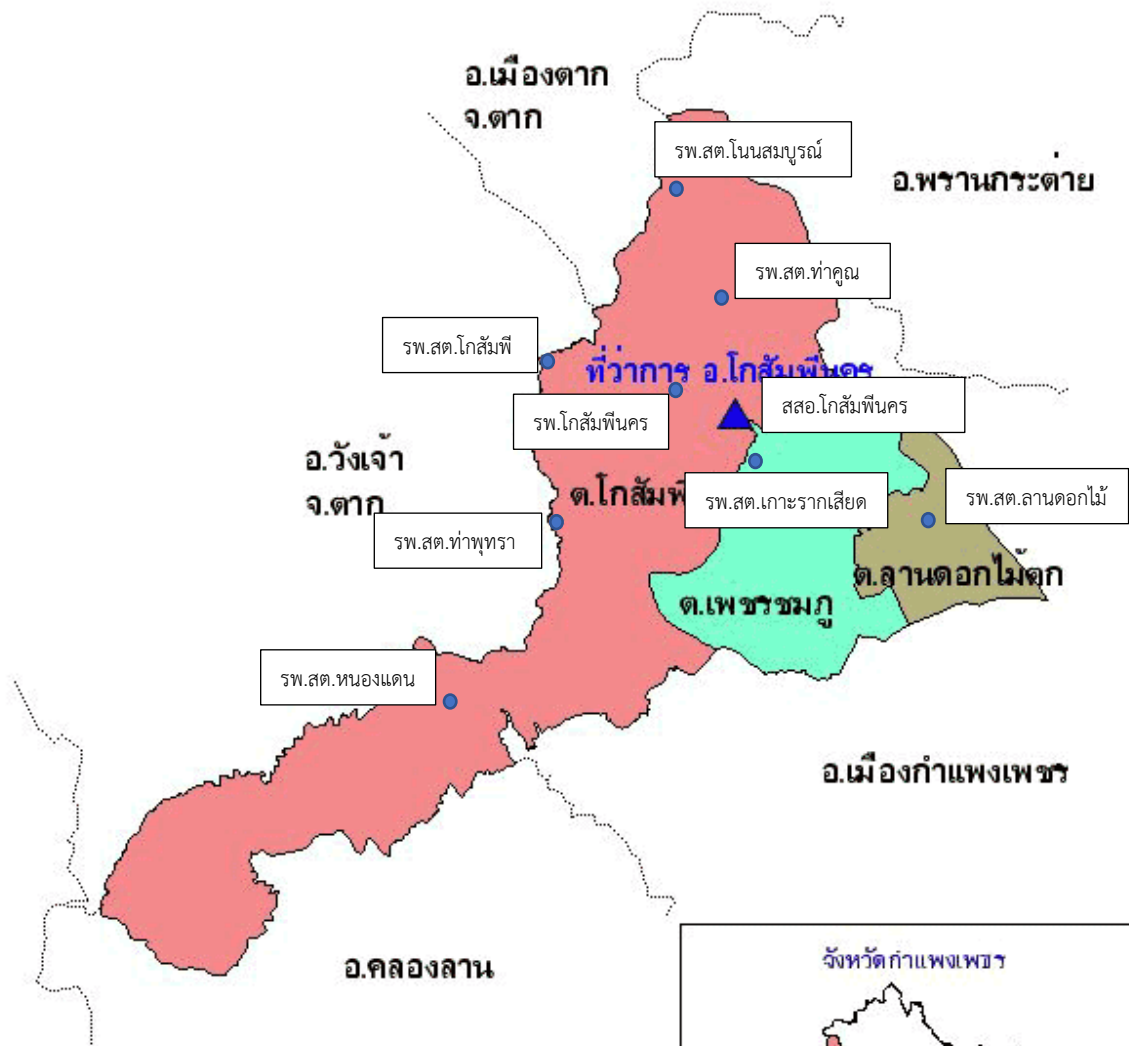 อ.เมืองตาก
จ.ตาก
รพ.สต.โนนสมบูรณ์
อ.พรานกระต่าย
รพ.สต.ท่าคูณ
รพ.สต.โกสัมพี
ที่ว่าการ อ.โกสัมพีนคร
รพ.โกสัมพีนคร
สสอ.โกสัมพีนคร
อ.วังเจ้า
จ.ตาก
ต.โกสัมพี
รพ.สต.เกาะรากเสียด
รพ.สต.ลานดอกไม้
รพ.สต.ท่าพุทรา
ต.ลานดอกไม้ตก
ต.เพชรชมภู
รพ.สต.หนองแดน
อ.เมืองกำแพงเพชร
อ.คลองลาน
จังหวัดกำแพงเพชร